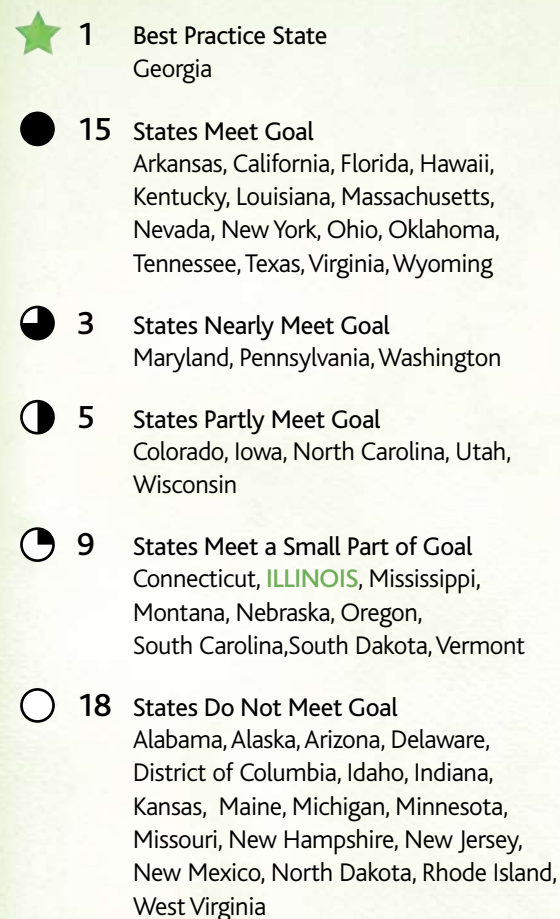 1 Best Practice State
Georgia
15 States Meet Goal
Arkansas, California, Florida, Hawaii,
Kentucky, Louisiana, Massachusetts,
Nevada, New York, Ohio, Oklahoma,
Tennessee, Texas, Virginia, Wyoming
3 States Nearly Meet Goal
Maryland, Pennsylvania, Washington
5 States Partly Meet Goal
Colorado, Iowa, North Carolina, Utah,
Wisconsin
9 States Meet a Small Part of Goal
Connecticut, ILLINOIS, Mississippi,
Montana, Nebraska, Oregon,
South Carolina,South Dakota, Vermont
18 States Do Not Meet Goal
Alabama, Alaska, Arizona, Delaware,
District of Columbia, Idaho, Indiana,
Kansas, Maine, Michigan, Minnesota,
Missouri, New Hampshire, New Jersey,
New Mexico, North Dakota, Rhode Island,
West Virginia